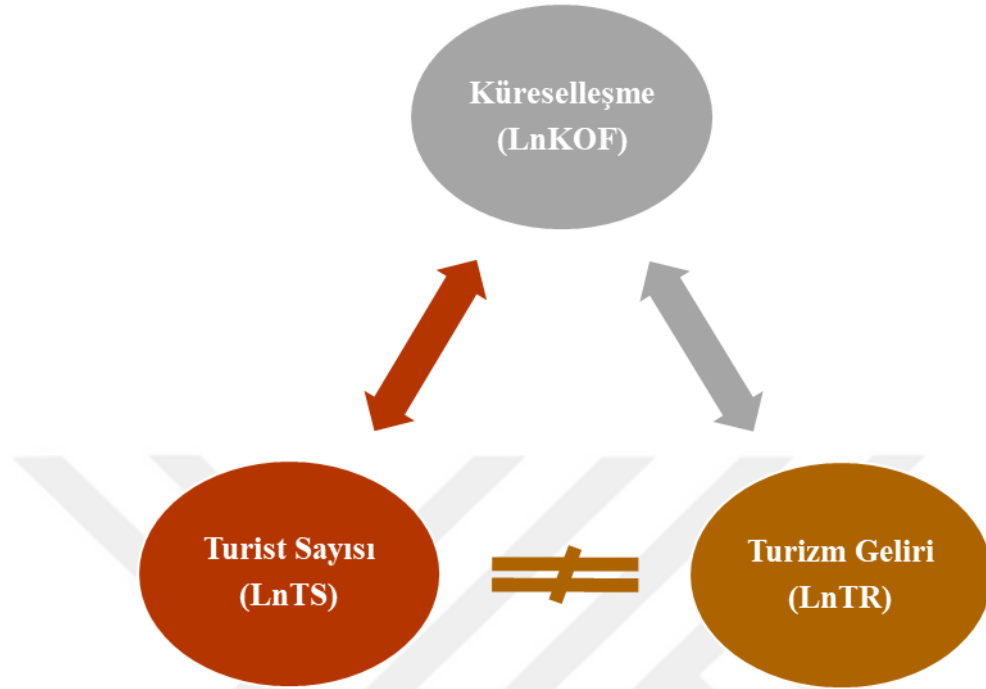 Küreselleşme
(LnKOF)
Turist Sayısı
(LnTS)
Turizm Geliri
(LnTR)